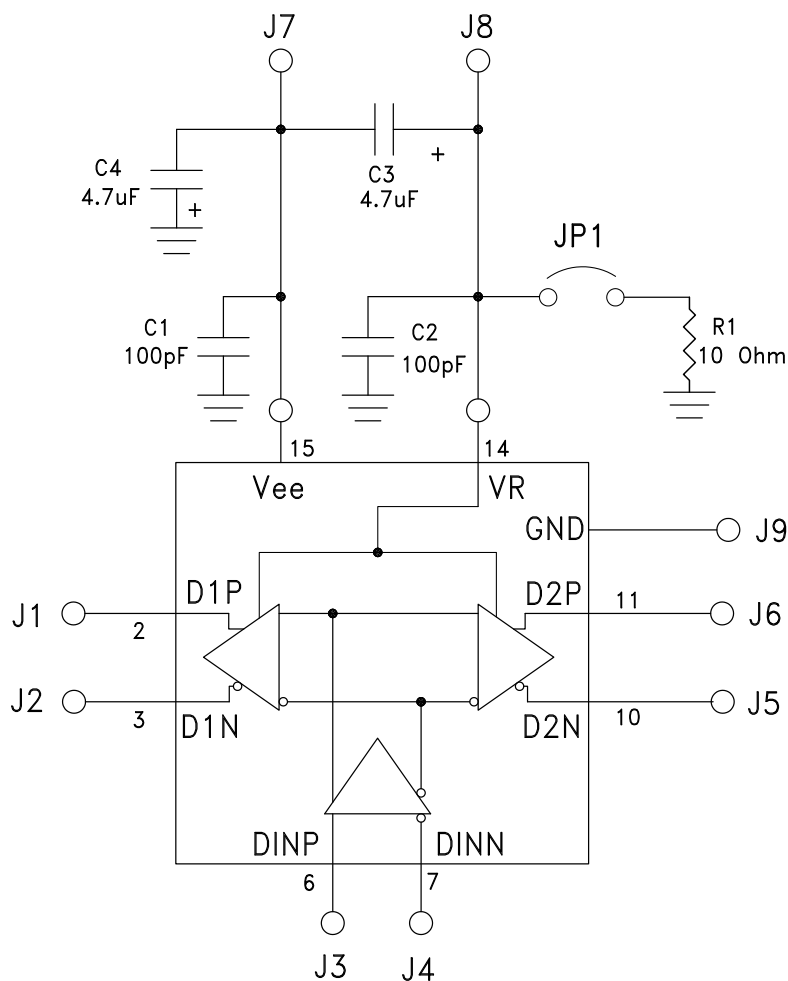 J7
J8
C4
4.7uF
+
C3
4.7uF
+
JP1
C1
100pF
C2
100pF
R1
10 Ohm
15
14
Vee
VR
GND
J9
D1P
D2P
J1
2
11
J6
J2
3
10
J5
D1N
D2N
DINP
DINN
6
7
J3
J4